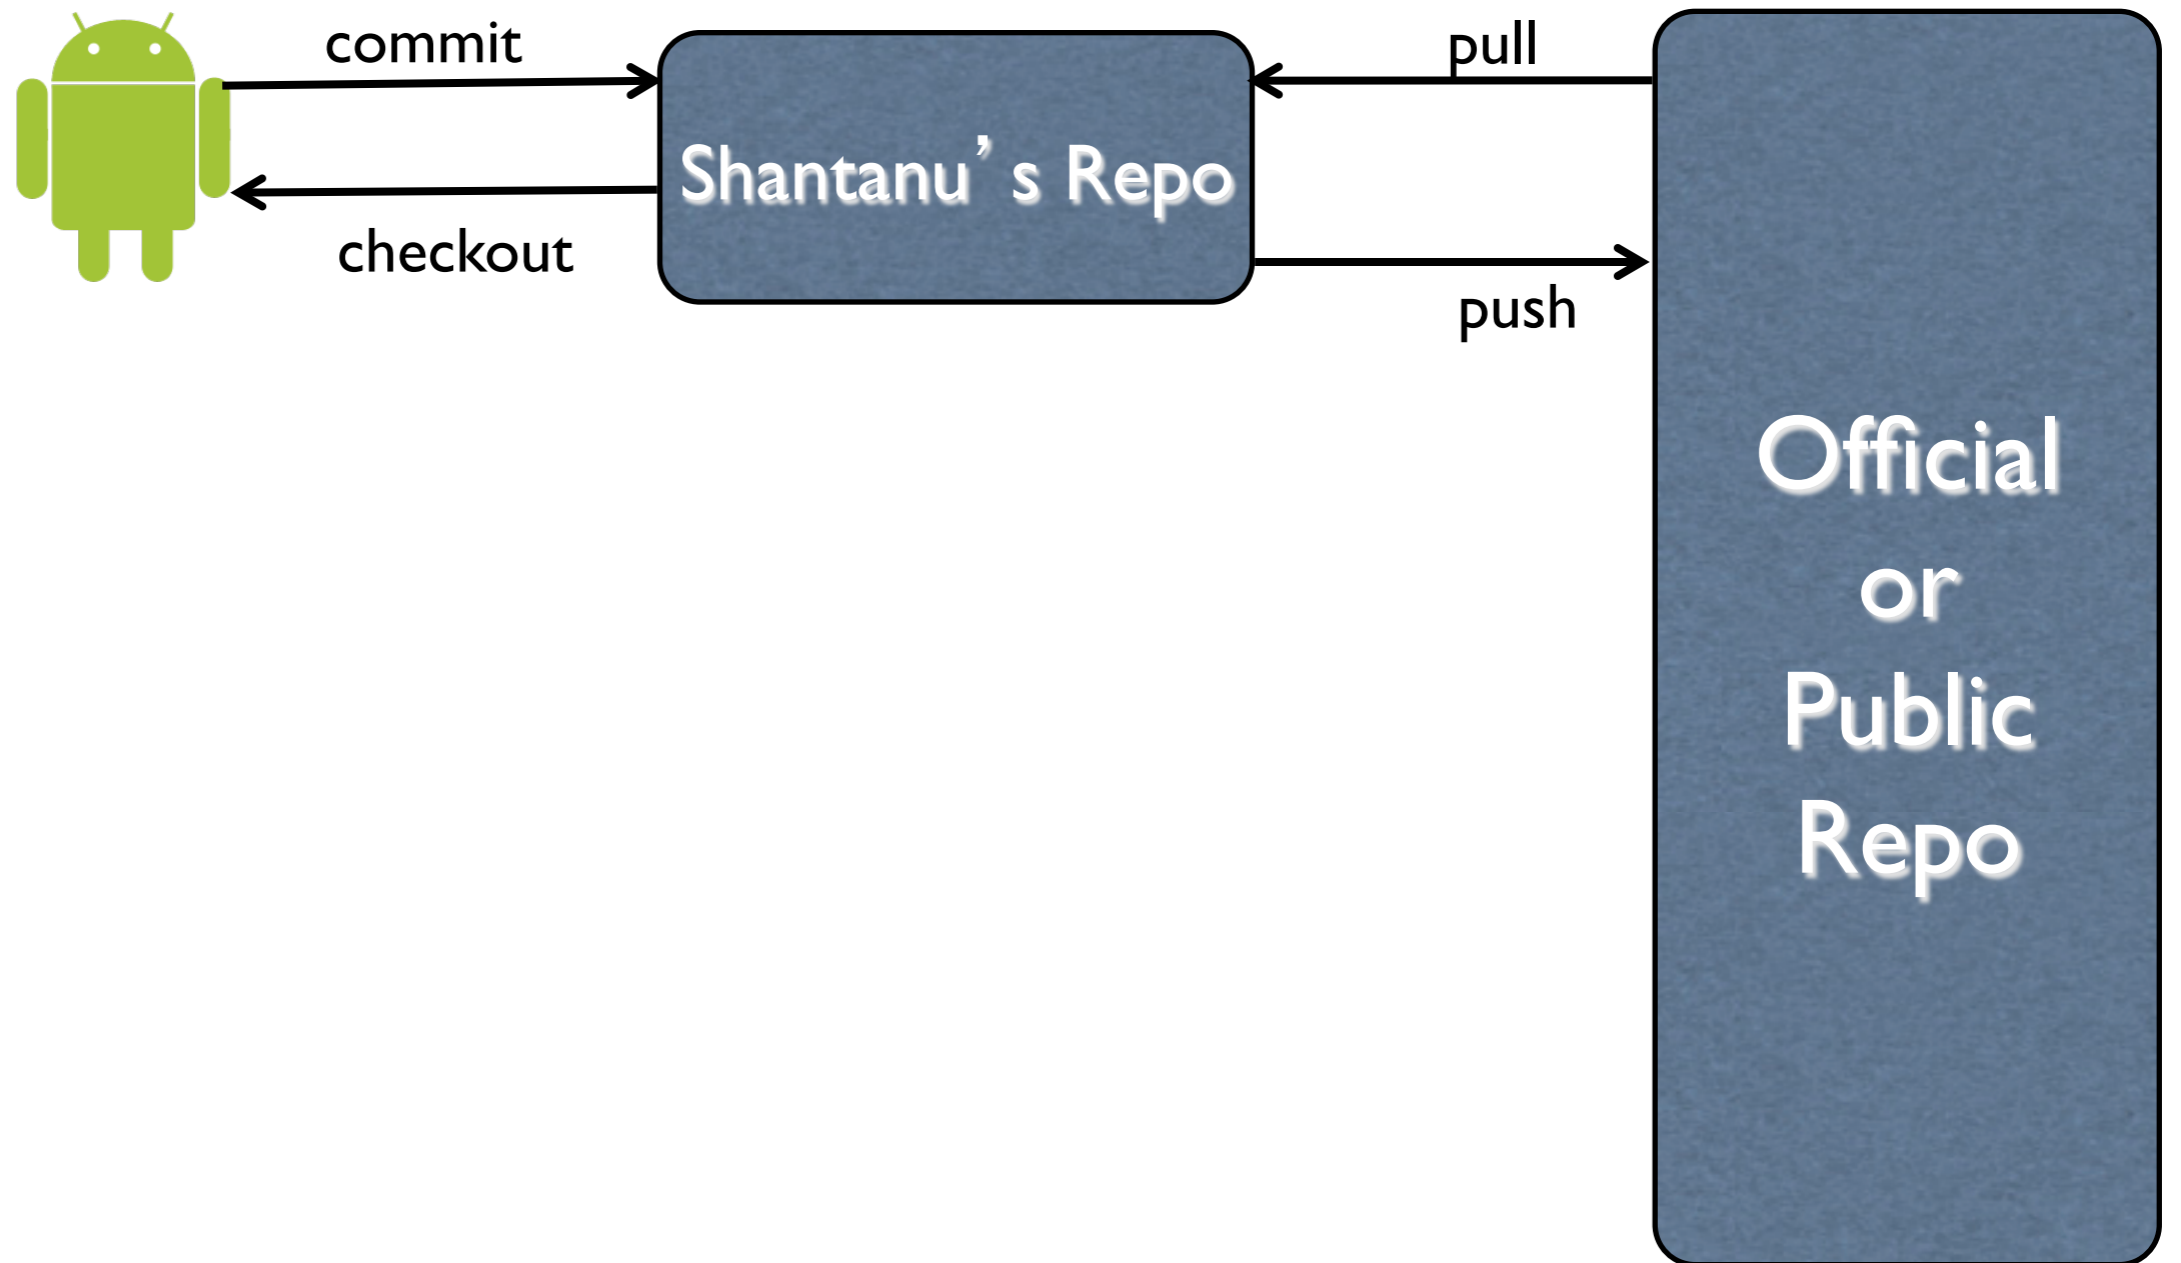 commit
pull
Shantanu’s Repo
checkout
push
Official
or
Public
Repo